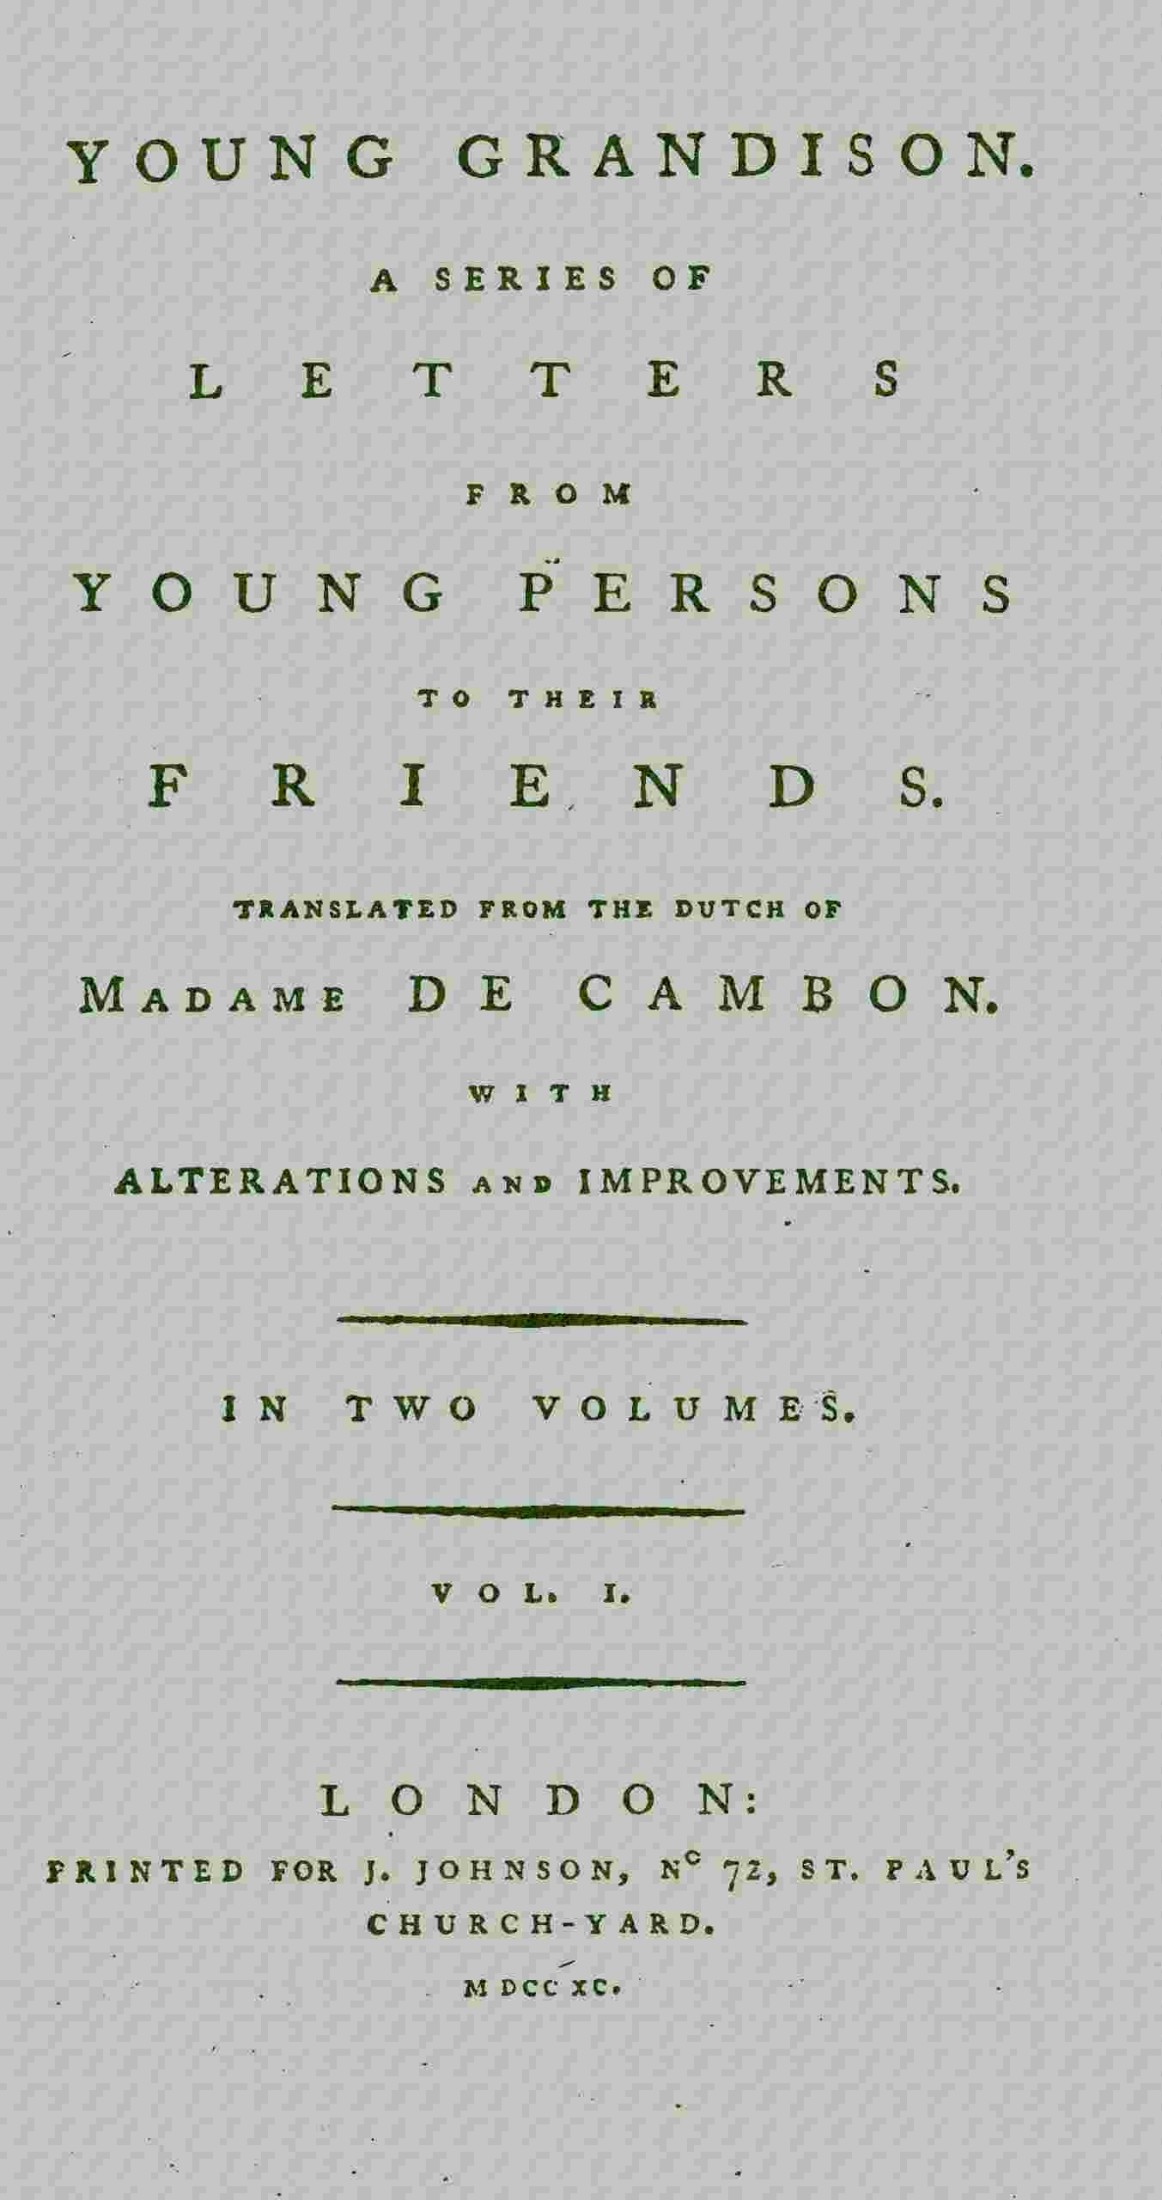 YOUNG GRANDISON.
A SERIES OF
LETTERS
FROM
YOUNG PERSONS
TO THEIR
FRIENDS.
TRANSLATED FROM THE DUTCH OF
MADAME DE CAMBON.
WITH
ALTERATIONS AND IMPROVEMENTS.
IN TWO VOLUMES.
VOL. I.
LONDON:
PRINTED FOR J. JOHNSON, Nº 72, ST. PAUL'S
CHURCH-YARD.
MDCCXC.